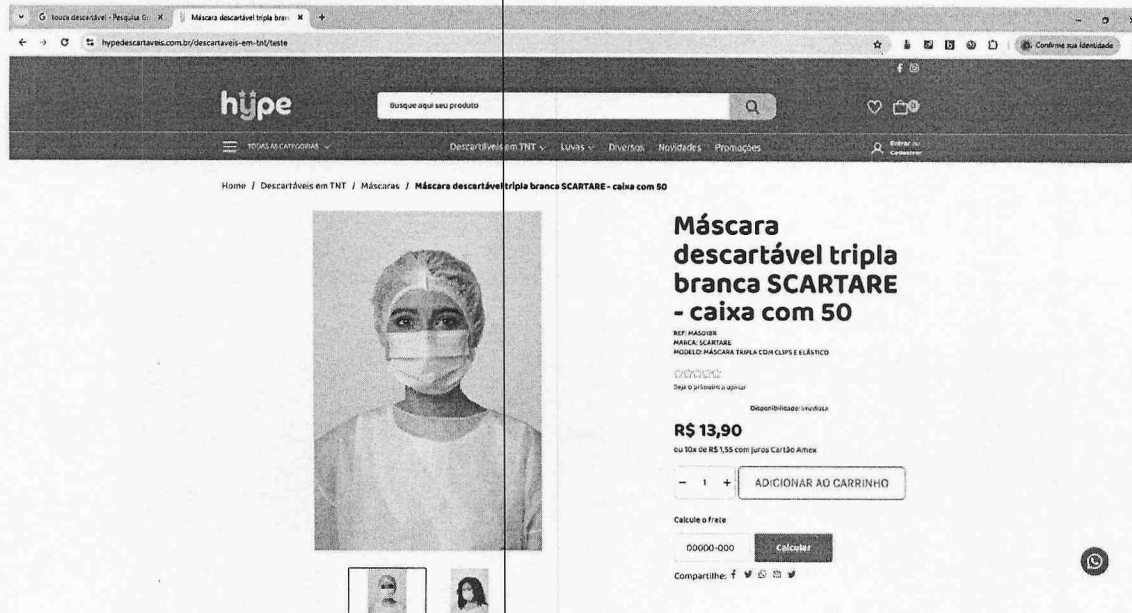 G touca descartável - Pesquisa G
Máscara descartável tripla bran
hypedescartaveis.com.br/descartaveis-em-tnt/teste
Confirme sua identidade
hype
Busque aqui seu produto
0
TODAS AS CATEGORIAS
Descartáveis em TNT
Luvas
Diversos
Novidades
Promoções
Entrar ou
Cadastrar
Home / Descartáveis em TNT / Máscaras / Máscara descartável tripla branca SCARTARE - caixa com 50
Máscara
descartável tripla
branca SCARTARE
- caixa com 50
MARCA: SCARTARE
MODELO: MÁSCARA TRIPLA COM CLIPS E ELÁSTICO
Seja o primeiro a opinar
Disponibilidade: Imediata
R$ 13,90
ou 10x de R$ 1,55 com juros Cartão Amex
- 1 + ADICIONAR AO CARRINHO
Calcule o frete
00000-000 Calcular
Compartilhe: